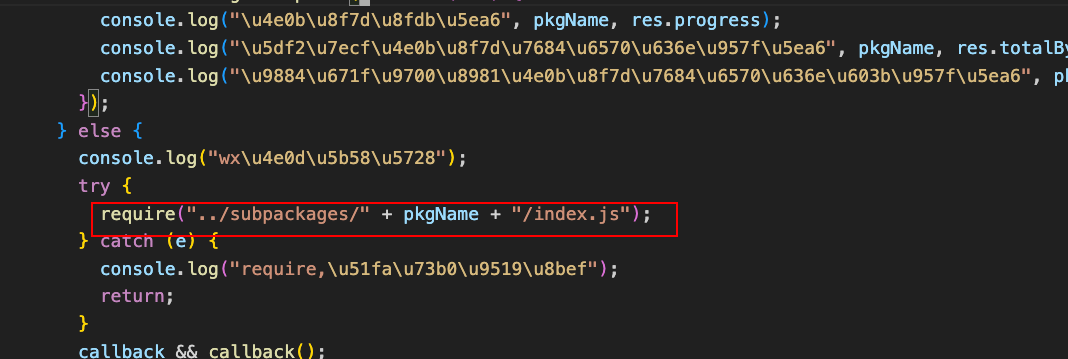 console.log("\u4e0b\u8f7d\u8fdb\u5ea6", pkgName, res.progress);
console.log("\u5df2\u7ecf\u4e0b\u8f7d\u7684\u6570\u636e\u957f\u5ea6", pkgName, res.totalBy
console.log("\u9884\u671f\u9700\u8981\u4e0b\u8f7d\u7684\u6570\u636e\u603b\u957f\u5ea6", pk
});
} else {
console.log("wx\u4e0d\u5b58\u5728");
try {
require("../subpackages/" + pkgName + "/index.js");
} catch (e) {
console.log("require,\u51fa\u73b0\u9519\u8bef");
return;
}
callback && callback();